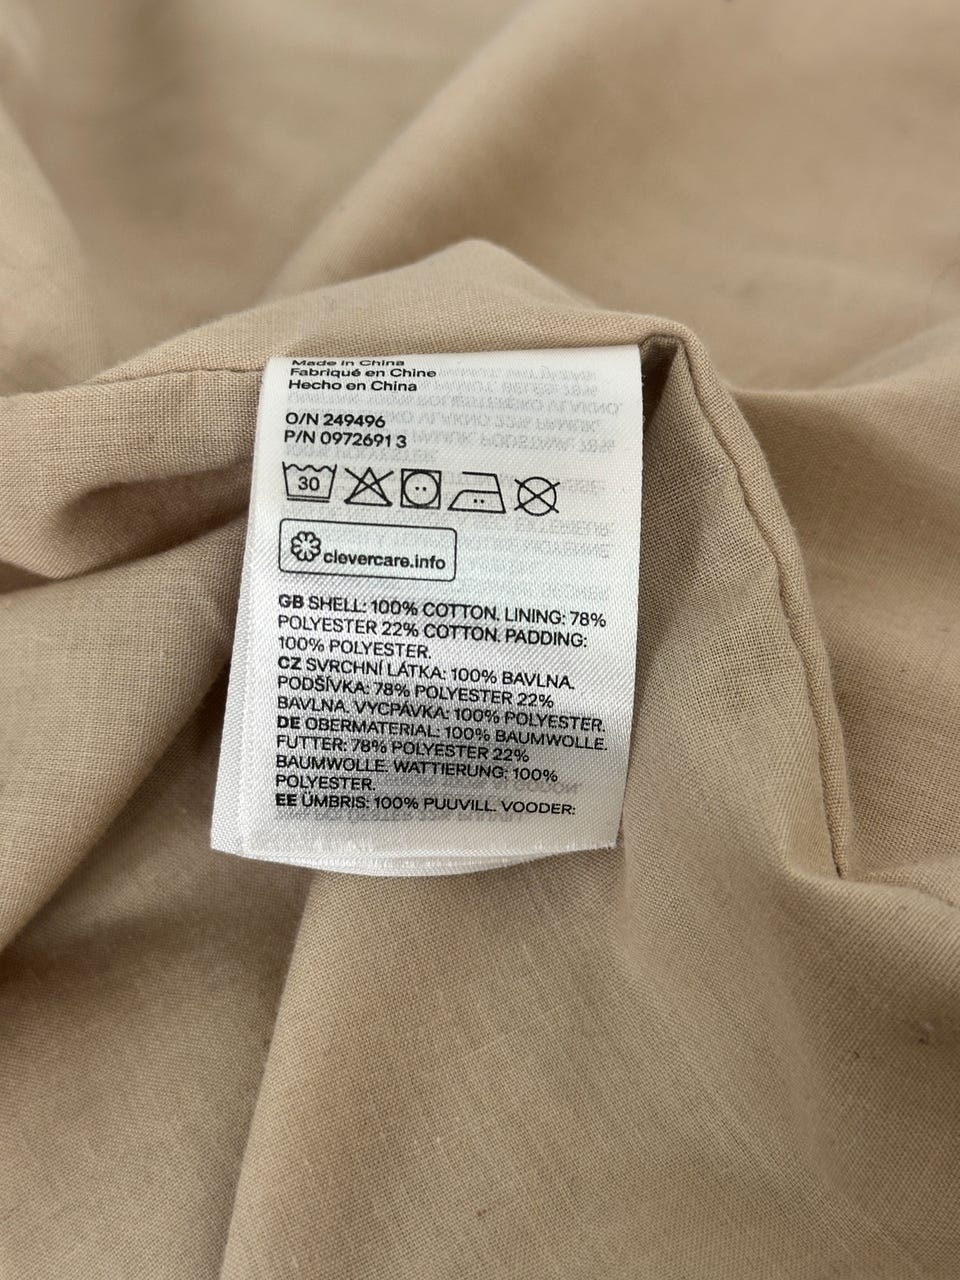 Made in China
Fabriqué en Chine
Hecho en China
O/N 249496
P/N 0972691 3
30
clevercare.info
GB SHELL: 100% COTTON. LINING: 78%
POLYESTER 22% COTTON. PADDING:
100% POLYESTER.
CZ SVRCHNÍ LÁTKA: 100% BAVLNA.
PODŠÍVKA: 78% POLYESTER 22%
BAVLNA. VYCPÁVKA: 100% POLYESTER.
DE OBERMATERIAL: 100% BAUMWOLLE.
FUTTER: 78% POLYESTER 22%
BAUMWOLLE. WATTIERUNG: 100%
POLYESTER.
EE ÜMBRIS: 100% PUUVILL. VOODER: